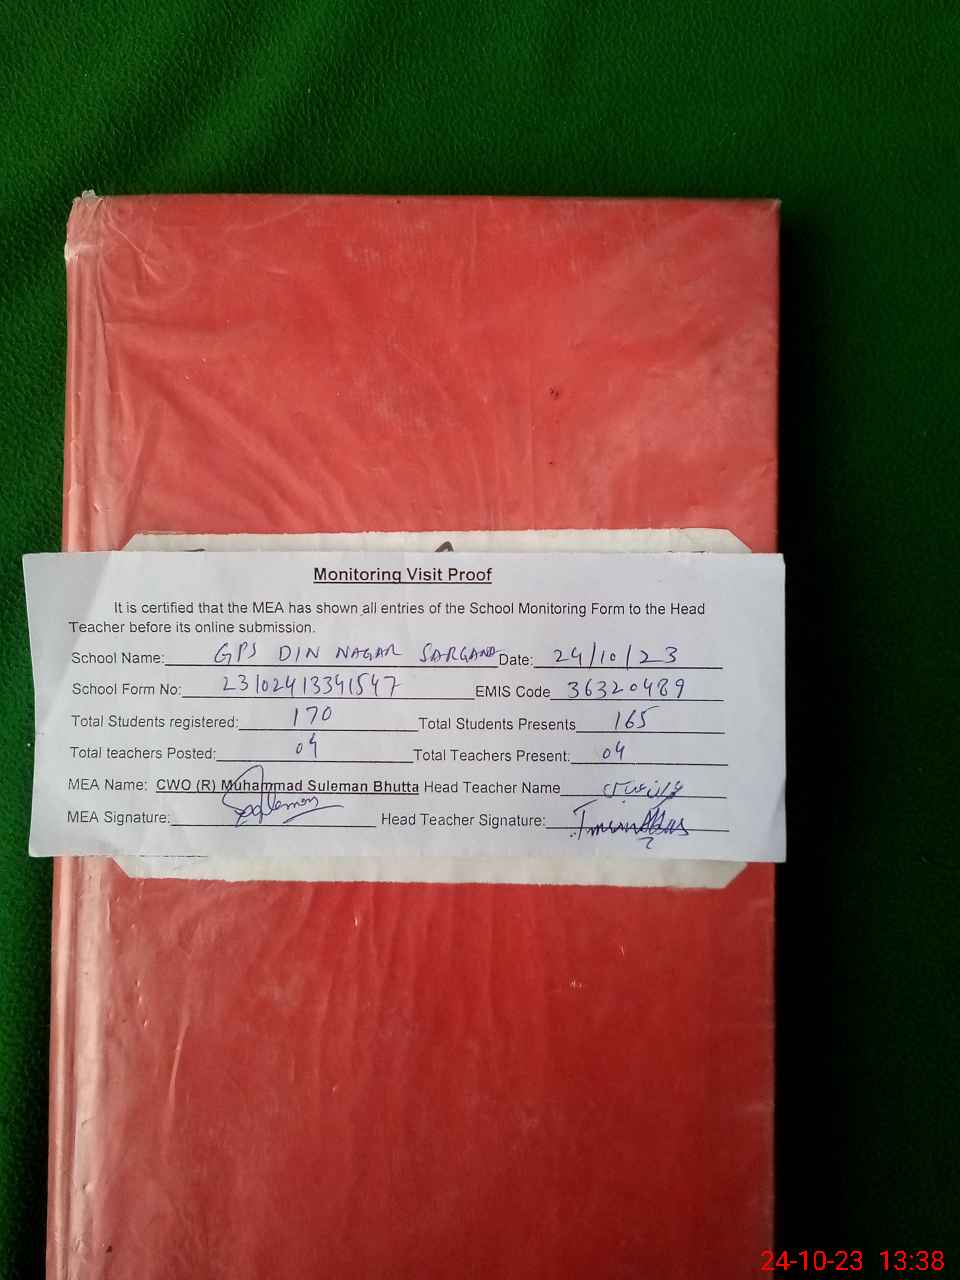 Monitoring Visit Proof
It is certified that the MEA has shown all entries of the School Monitoring Form to the Head
Teacher before its online submission.
School Name: GPS DIN NAGAR SARGANA Date: 24/10/23
School Form No: 23102413341547 EMIS Code 36320489
Total Students registered: 170 Total Students Presents 165
Total teachers Posted: 04 Total Teachers Present: 04
MEA Name: CWO (R) Muhammad Suleman Bhutta Head Teacher Name
MEA Signature: Head Teacher Signature:
24-10-23 13:38